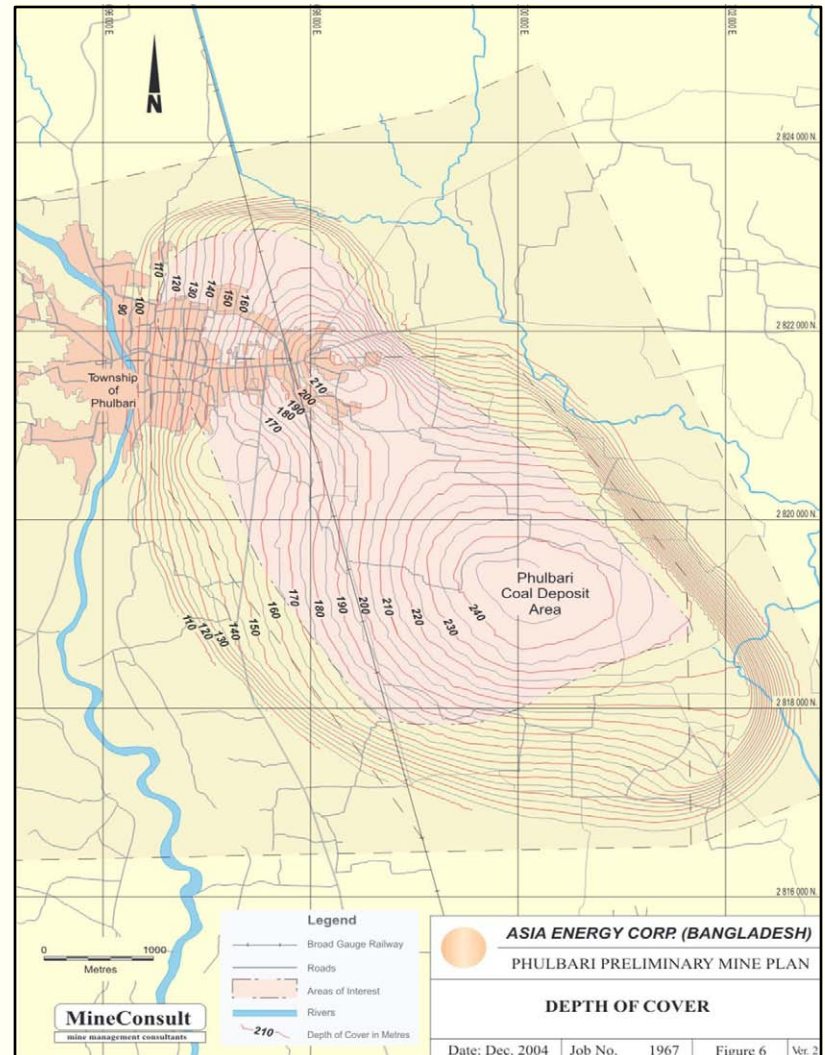 00 000 E
02 000 E
N
2 824 000 N.
110
120
130
140
150
160
100
90
2 822 000 N.
Township
of
Phulbari
210
200
190
180
170
2 820 000 N.
Phulbari
Coal Deposit
Area
240
230
220
210
200
190
180
170
160
150
140
130
120
110
2 818 000 N.
2 816 000 N.
0 1000
Metres
MineConsult
mine management consultants
Legend
Broad Gauge Railway
Roads
Areas of Interest
Rivers
210 Depth of Cover in Metres
ASIA ENERGY CORP. (BANGLADESH)
PHULBARI PRELIMINARY MINE PLAN
DEPTH OF COVER
Date: Dec. 2004 Job No. 1967 Figure 6 Ver. 2